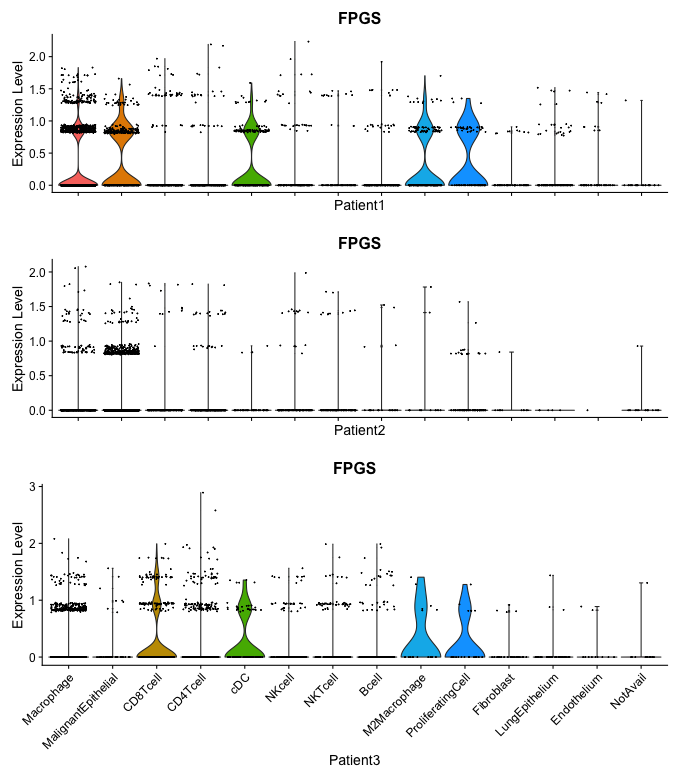 FPGS
Expression Level
2.0
1.5
1.0
0.5
0.0
Patient1
FPGS
Expression Level
2.0
1.5
1.0
0.5
0.0
Patient2
FPGS
Expression Level
3
2
1
0
Macrophage
MalignantEpithelial
CD8Tcell
CD4Tcell
cDC
NKcell
NKTcell
Bcell
M2Macrophage
ProliferatingCell
Fibroblast
LungEpithelium
Endothelium
NotAvail
Patient3